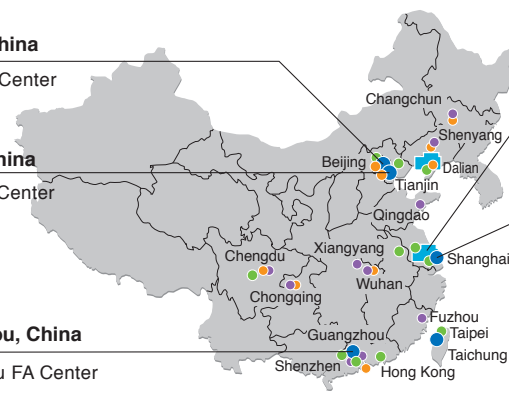 hina
Center
Changchun
Shenyang
hina
Beijing
Dalian
Center
Tianjin
Qingdao
Xiangyang
Chengdu
Shanghai
Wuhan
Chongqing
Fuzhou
ou, China
Guangzhou
Taipei
Taichung
u FA Center
Shenzhen
Hong Kong